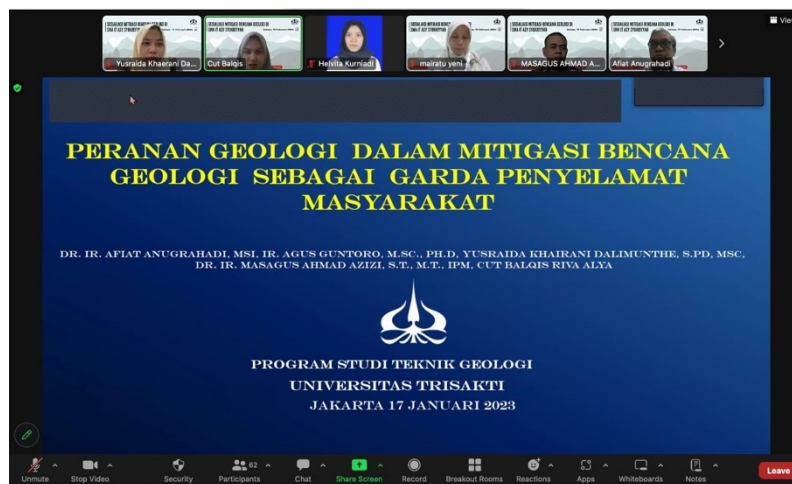 View
Yusraida Khaerani Da...
Cut Balqis
Helvita Kurniadi
mairatu yeni
MASAGUS AHMAD A...
Afiat Anugrahadi
PERANAN GEOLOGI DALAM MITIGASI BENCANA
GEOLOGI SEBAGAI GARDA PENYELAMAT
MASYARAKAT
DR. IR. AFIAT ANUGRAHADI, MSI, IR. AGUS GUNTORO, M.SC., PH.D, YUSRAIDA KHAIRANI DALIMUNTHE, S.PD, MSC,
DR. IR. MASAGUS AHMAD AZIZI, S.T., M.T., IPM, CUT BALQIS RIVA ALYA
PROGRAM STUDI TEKNIK GEOLOGI
UNIVERSITAS TRISAKTI
JAKARTA 17 JANUARI 2023
Unmute
Stop Video
Security
62
Participants
Chat
Share Screen
Record
Breakout Rooms
Reactions
Apps
Whiteboards
Notes
Leave